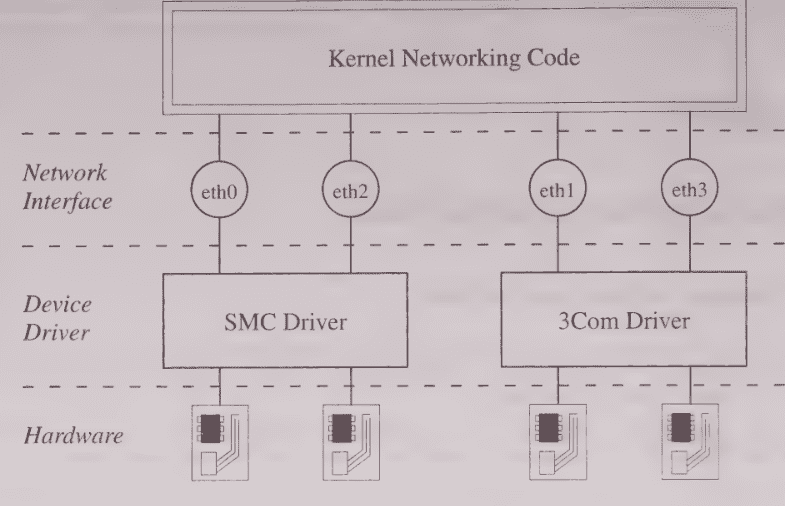 Kernel Networking Code
Network
Interface
eth0
eth2
eth1
eth3
Device
Driver
SMC Driver
3Com Driver
Hardware